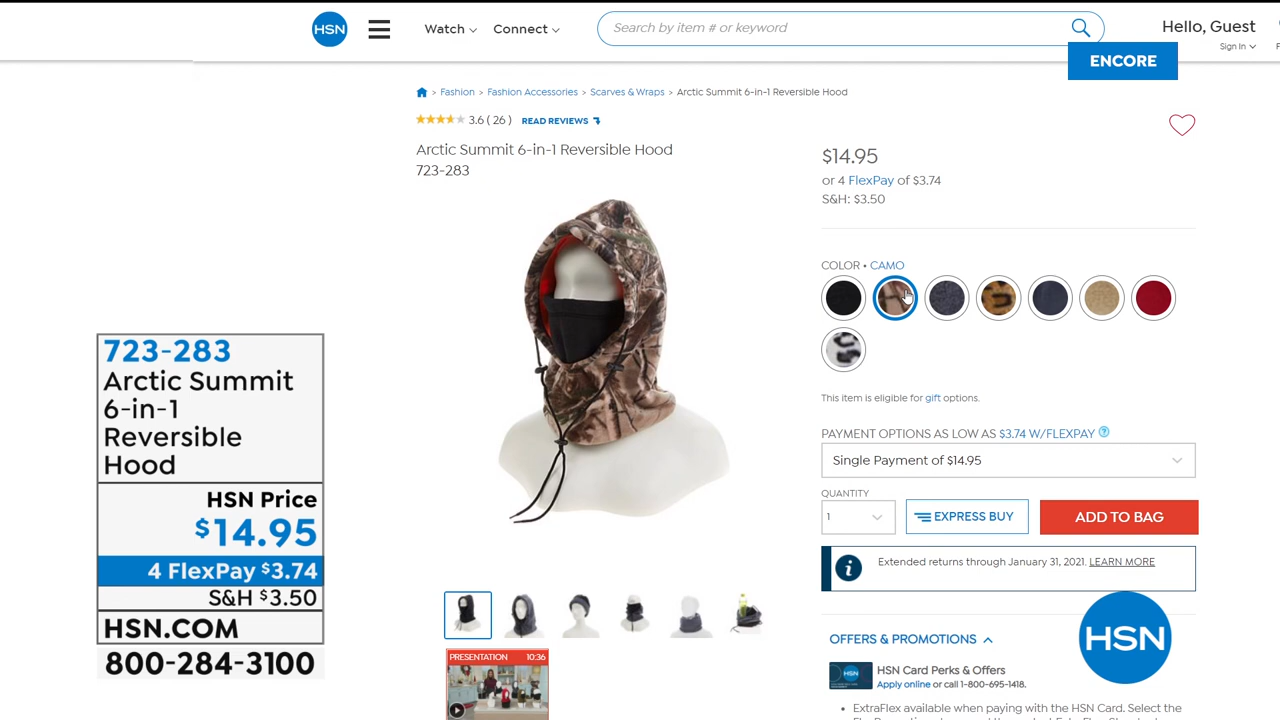 HSN
Watch
Connect
Search by item # or keyword
Hello, Guest
Sign In
ENCORE
> Fashion > Fashion Accessories > Scarves & Wraps > Arctic Summit 6-in-1 Reversible Hood
3.6 ( 26 ) READ REVIEWS
Arctic Summit 6-in-1 Reversible Hood
723-283
$14.95
or 4 FlexPay of $3.74
S&H: $3.50
COLOR • CAMO
This item is eligible for gift options.
PAYMENT OPTIONS AS LOW AS $3.74 W/FLEXPAY ?
Single Payment of $14.95
QUANTITY
1
EXPRESS BUY
ADD TO BAG
i
Extended returns through January 31, 2021. LEARN MORE
OFFERS & PROMOTIONS
HSN
HSN Card Perks & Offers
Apply online or call 1-800-695-1418.
• ExtraFlex available when paying with the HSN Card. Select the
HSN
PRESENTATION 10:36
723-283
Arctic Summit
6-in-1
Reversible
Hood
HSN Price
$14.95
4 FlexPay $3.74
S&H $3.50
HSN.COM
800-284-3100